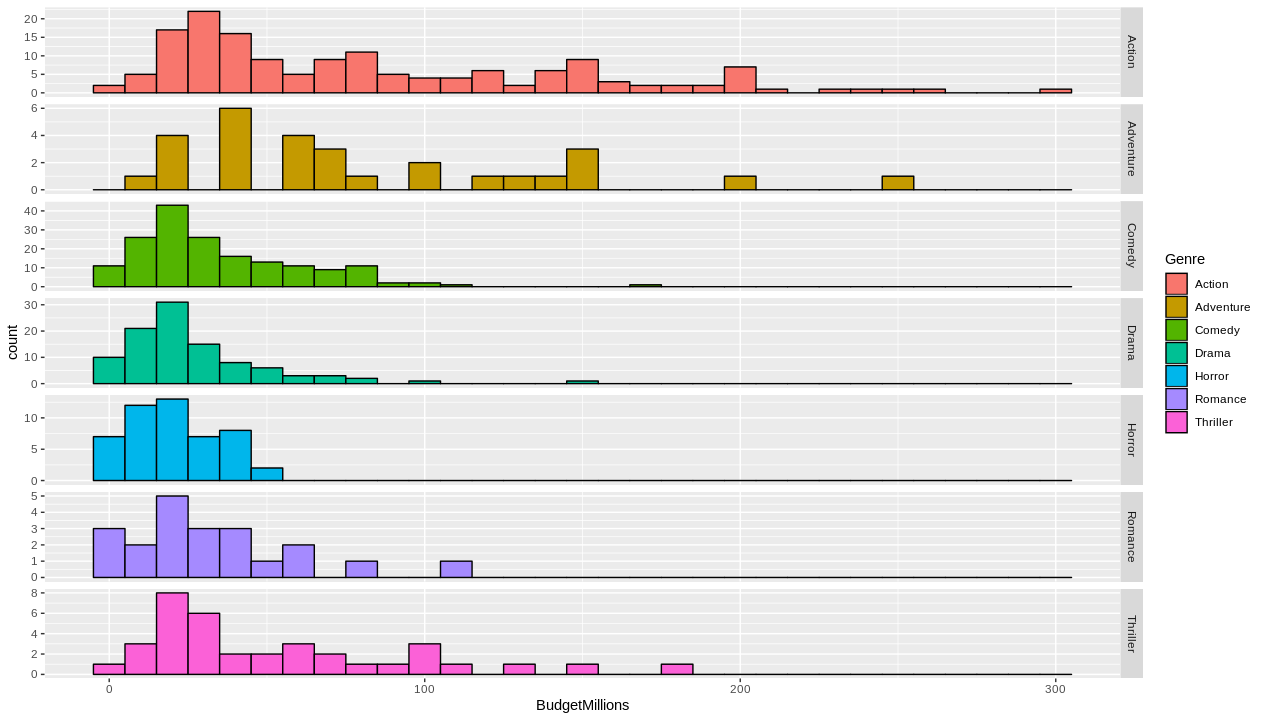 20
15
10
5
0
Action
6
4
2
0
Adventure
40
30
20
10
0
Comedy
30
20
10
0
Drama
10
5
0
Horror
5
4
3
2
1
0
Romance
8
6
4
2
0
Thriller
count
0 100 200 300
BudgetMillions
Genre
Action
Adventure
Comedy
Drama
Horror
Romance
Thriller